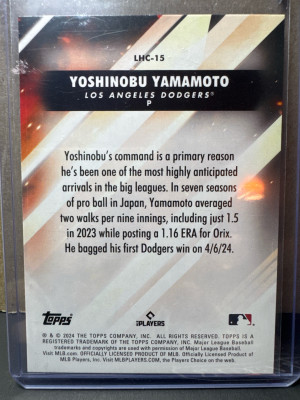 LHC-15
YOSHINOBU YAMAMOTO
LOS ANGELES DODGERS®
P
Yoshinobu's command is a primary reason
he's been one of the most highly anticipated
arrivals in the big leagues. In seven seasons
of pro ball in Japan, Yamamoto averaged
two walks per nine innings, including just 1.5
in 2023 while posting a 1.16 ERA for Orix.
He bagged his first Dodgers win on 4/6/24.
topps
PLAYERS
® & © 2024 THE TOPPS COMPANY, INC. ALL RIGHTS RESERVED. TOPPS IS A
REGISTERED TRADEMARK OF THE TOPPS COMPANY, INC. Major League Baseball
trademarks and copyrights are used with permission of Major League Baseball.
Visit MLB.com. OFFICIALLY LICENSED PRODUCT OF MLB. Officially Licensed Product of
MLB Players, Inc. Visit MLBPLAYERS.com, the Players Choice on the web.